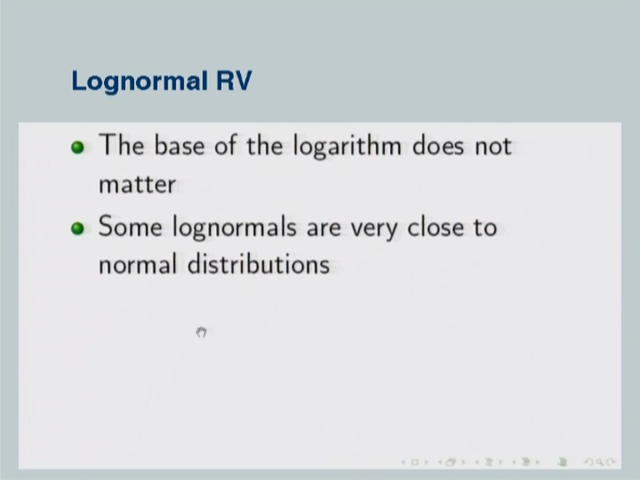 Lognormal RV
The base of the logarithm does not
matter
Some lognormals are very close to
normal distributions